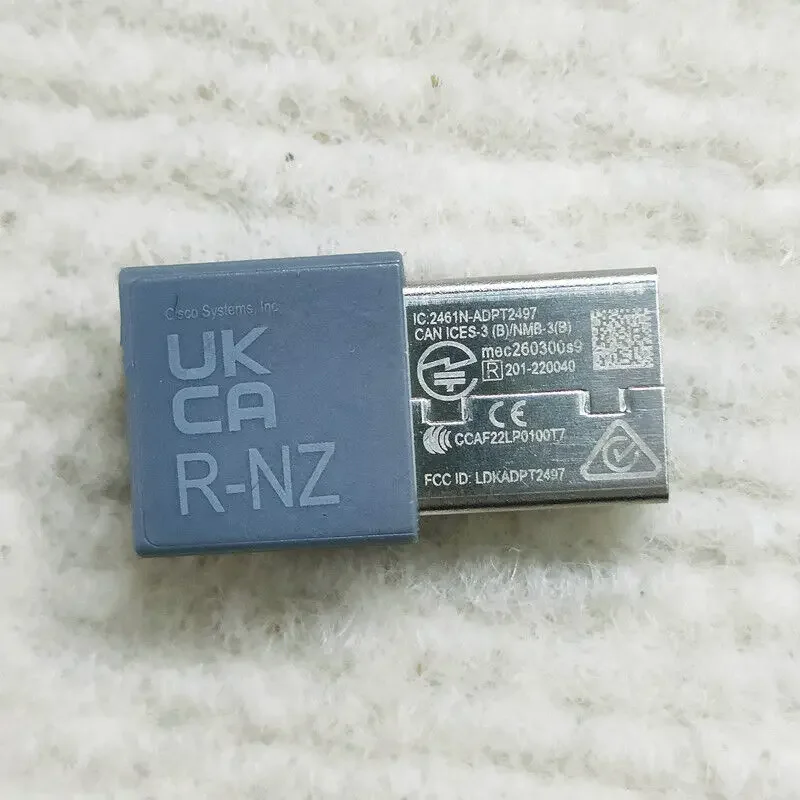 Cisco Systems, Inc
UK
CA
R-NZ
IC:2461N-ADPT2497
CAN ICES-3 (B)/NMB-3(B)
mec260300s9
R 201-220040
CE
CCAF22LP0100T7
FCC ID: LDKADPT2497